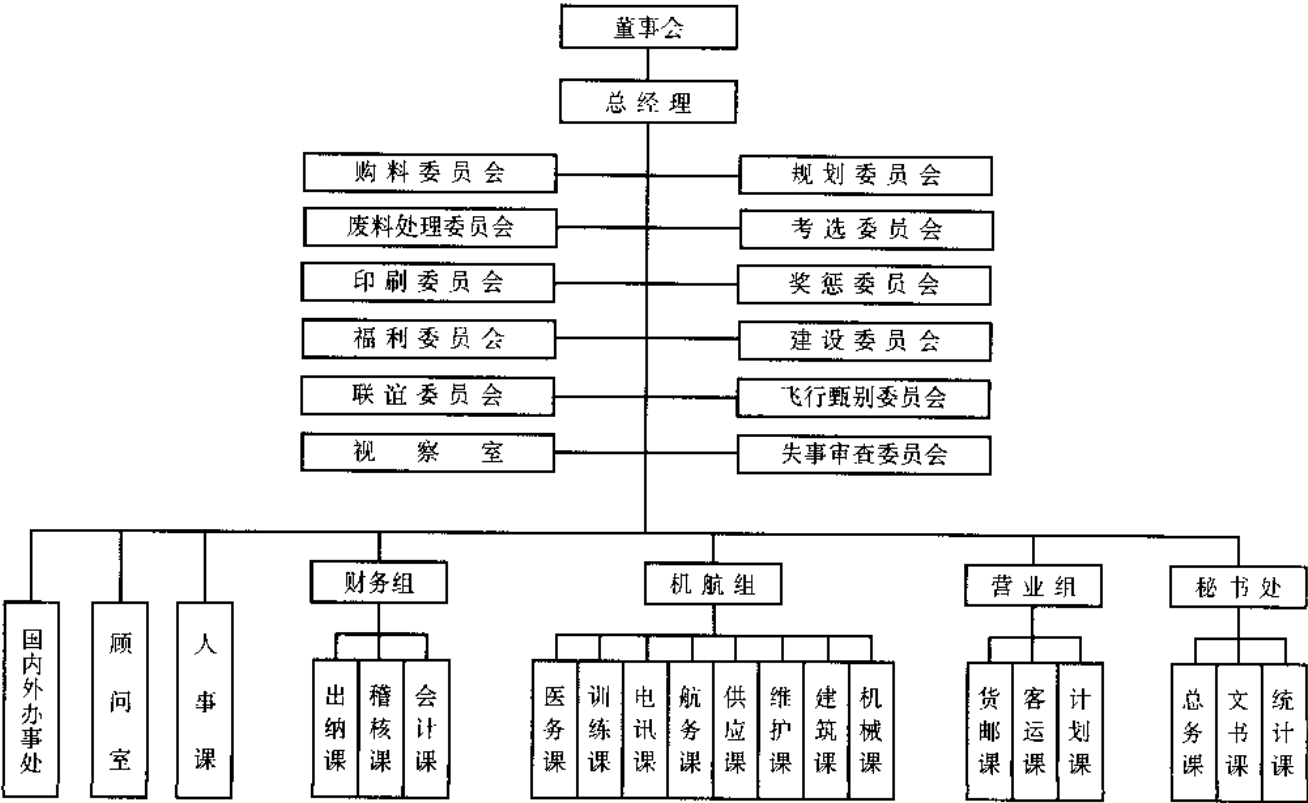 董事会
总经理
购料委员会
规划委员会
废料处理委员会
考选委员会
印刷委员会
奖惩委员会
福利委员会
建设委员会
联谊委员会
飞行甄别委员会
视察室
失事审查委员会
国内外办事处
顾问室
人事课
财务组
出纳课
稽核课
会计课
机航组
医务课
训练课
电讯课
航务课
供应课
维护课
建筑课
机械课
营业组
货邮课
客运课
计划课
秘书处
总务课
文书课
统计课